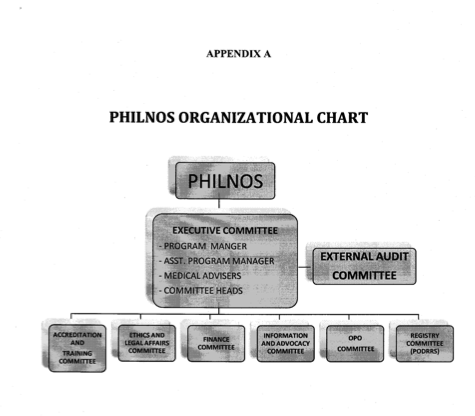 APPENDIX A
PHILNOS ORGANIZATIONAL CHART
PHILNOS
EXECUTIVE COMMITTEE
- PROGRAM MANGER
- ASST. PROGRAM MANAGER
- MEDICAL ADVISERS
- COMMITTEE HEADS
EXTERNAL AUDIT
COMMITTEE
ACCREDITATION
AND
TRAINING
COMMITTEE
ETHICS AND
LEGAL AFFAIRS
COMMITTEE
FINANCE
COMMITTEE
INFORMATION
AND ADVOCACY
COMMITTEE
OPO
COMMITTEE
REGISTRY
COMMITTEE
(PODRRS)